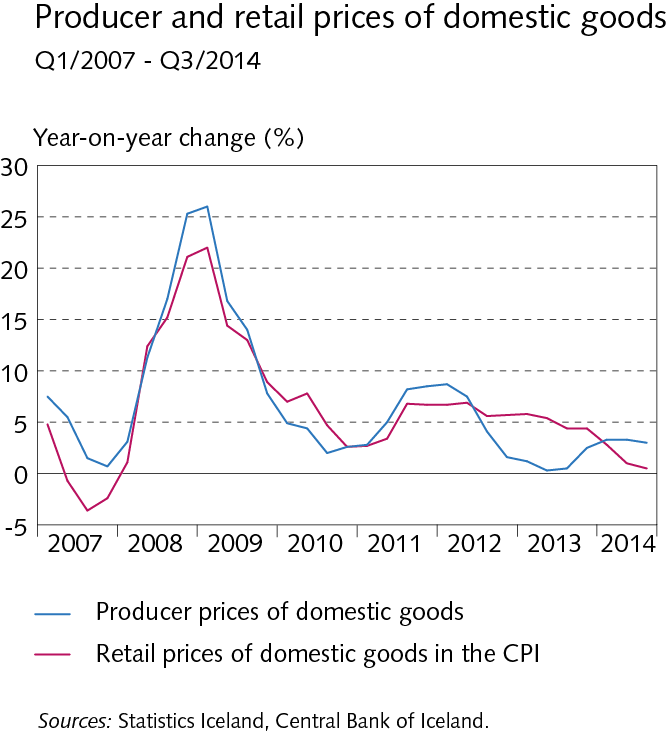 Producer and retail prices of domestic goods
Q1/2007 - Q3/2014
Year-on-year change (%)
30
25
20
15
10
5
0
-5
2007 2008 2009 2010 2011 2012 2013 2014
Producer prices of domestic goods
Retail prices of domestic goods in the CPI
Sources: Statistics Iceland, Central Bank of Iceland.